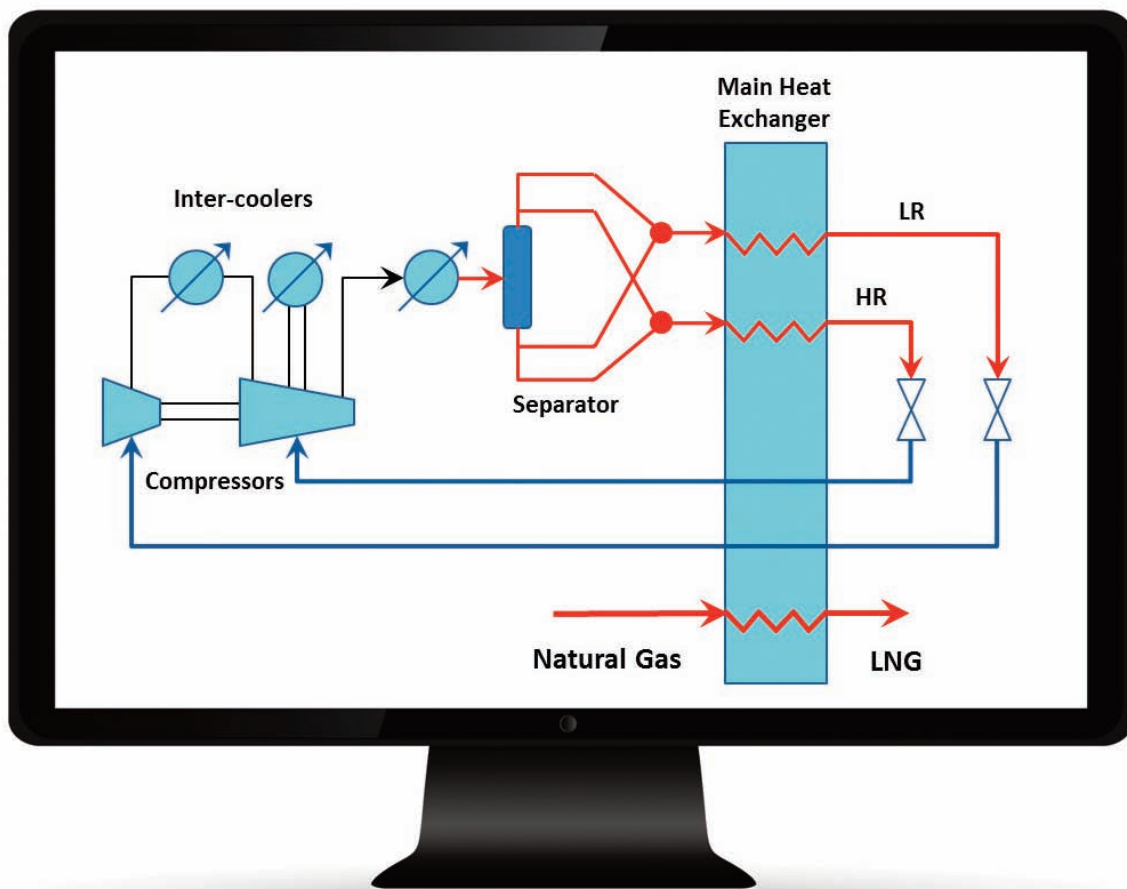 Main Heat
Exchanger
Inter-coolers
LR
HR
Separator
Compressors
Natural Gas
LNG